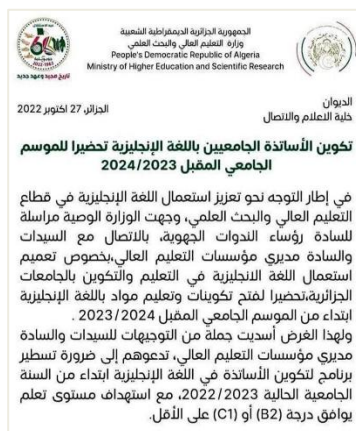 الجمهورية الجزائرية الديمقراطية الشعبية
وزارة التعليم العالي والبحث العلمي
People's Democratic Republic of Algeria
Ministry of Higher Education and Scientific Research
تاريخ مجيد وعهد جديد
الديوان
خلية الاعلام والاتصال
الجزائر، 27 اكتوبر 2022
تكوين الأساتذة الجامعيين باللغة الإنجليزية تحضيرا للموسم
الجامعي المقبل 2024/2023
في إطار التوجه نحو تعزيز استعمال اللغة الإنجليزية في قطاع
التعليم العالي والبحث العلمي، وجهت الوزارة الوصية مراسلة
للسادة رؤساء الندوات الجهوية، بالاتصال مع السيدات
والسادة مديري مؤسسات التعليم العالي،بخصوص تعميم
استعمال اللغة الانجليزية في التعليم والتكوين بالجامعات
الجزائرية،تحضيرا لفتح تكوينات وتعليم مواد باللغة الإنجليزية
ابتداء من الموسم الجامعي المقبل 2023/2024 .
ولهذا الغرض أسديت جملة من التوجيهات للسيدات والسادة
مديري مؤسسات التعليم العالي، تدعوهم إلى ضرورة تسطير
برنامج لتكوين الأساتذة في اللغة الإنجليزية ابتداء من السنة
الجامعية الحالية 2022/2023، مع استهداف مستوى تعلم
يوافق درجة (B2) أو (C1) على الأقل.